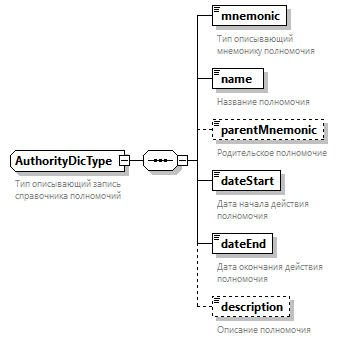 mnemonic
Тип описывающий
мнемонику полномочия
name
Название полномочия
parentMnemonic
Родительское полномочие
AuthorityDicType
Тип описывающий запись
справочника полномочий
dateStart
Дата начала действия
полномочия
dateEnd
Дата окончания действия
полномочия
description
Описание полномочия